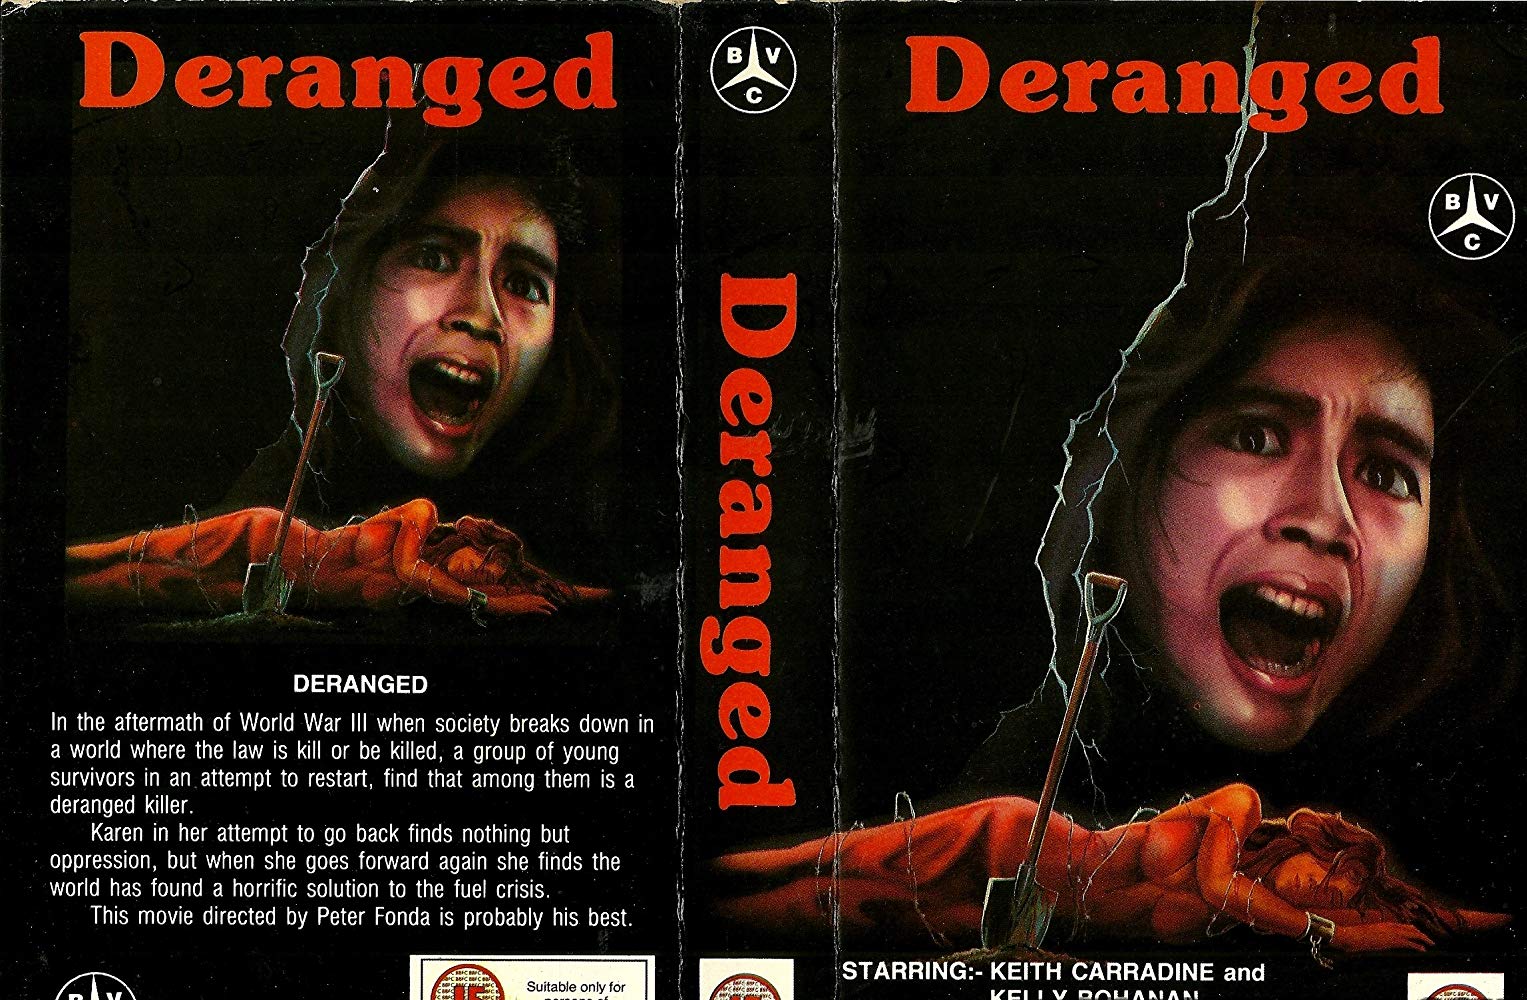 Deranged
DERANGED
In the aftermath of World War III when society breaks down in
a world where the law is kill or be killed, a group of young
survivors in an attempt to restart, find that among them is a
deranged killer.
Karen in her attempt to go back finds nothing but
oppression, but when she goes forward again she finds the
world has found a horrific solution to the fuel crisis.
This movie directed by Peter Fonda is probably his best.
B V
Suitable only for
B V
C
Deranged
Deranged
B V
C
STARRING:- KEITH CARRADINE and
KELLY BOHANAN